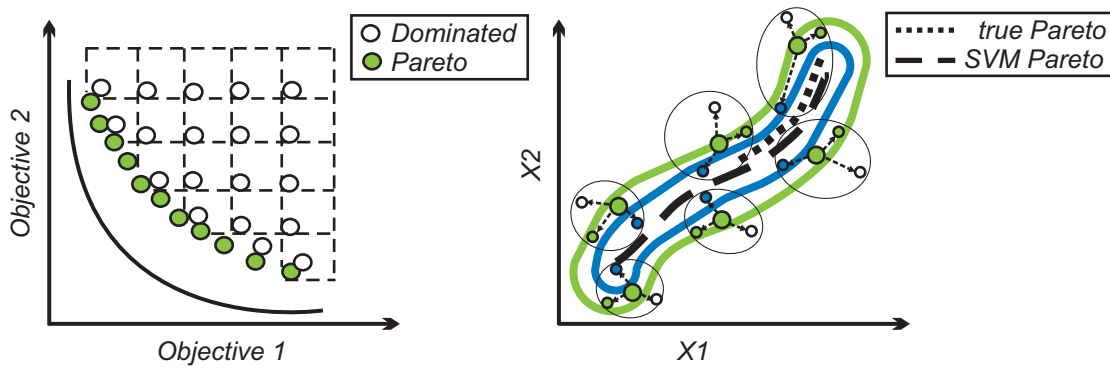 Objective 2
Objective 1
Dominated
Pareto
X2
X1
true Pareto
SVM Pareto